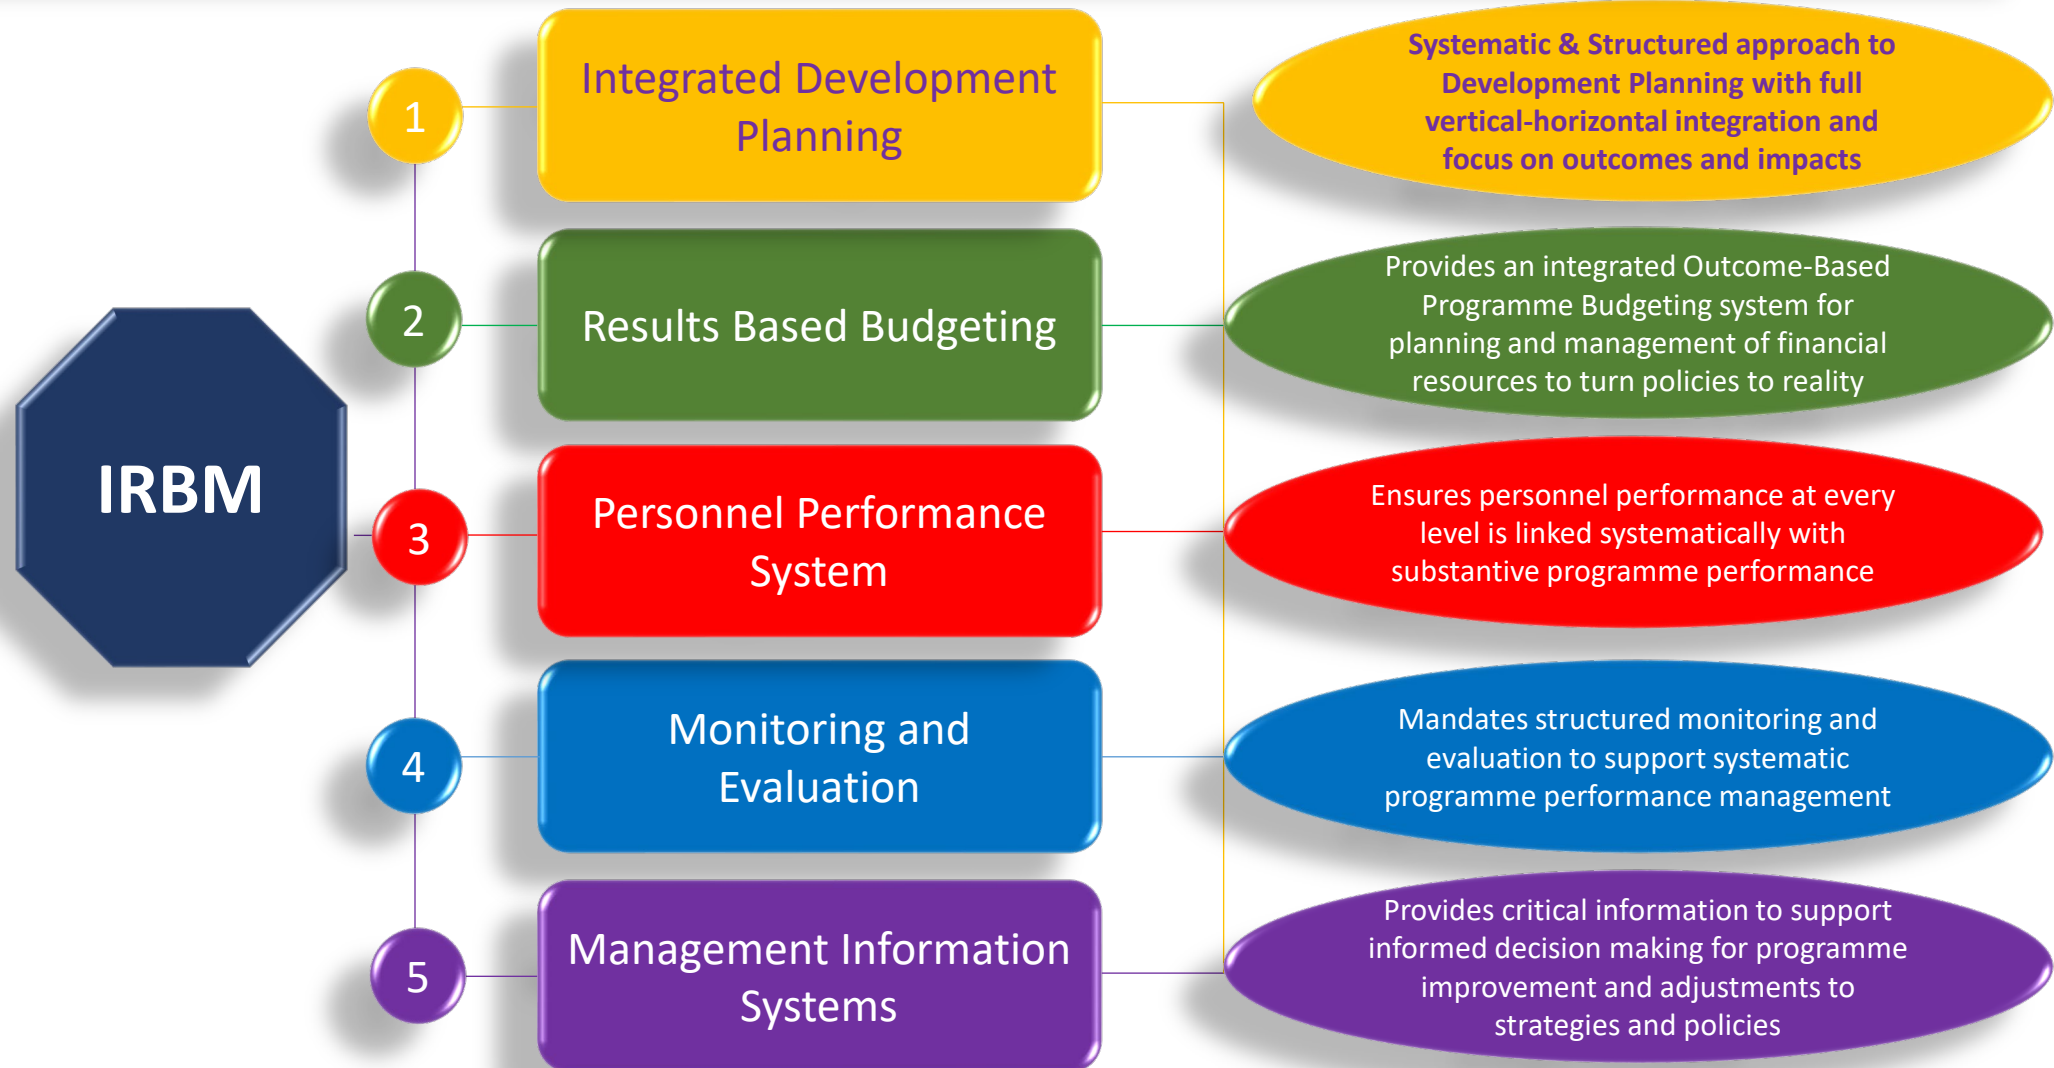 IRBM
1
Integrated Development
Planning
Systematic & Structured approach to
Development Planning with full
vertical-horizontal integration and
focus on outcomes and impacts
2
Results Based Budgeting
Provides an integrated Outcome-Based
Programme Budgeting system for
planning and management of financial
resources to turn policies to reality
3
Personnel Performance
System
Ensures personnel performance at every
level is linked systematically with
substantive programme performance
4
Monitoring and
Evaluation
Mandates structured monitoring and
evaluation to support systematic
programme performance management
5
Management Information
Systems
Provides critical information to support
informed decision making for programme
improvement and adjustments to
strategies and policies